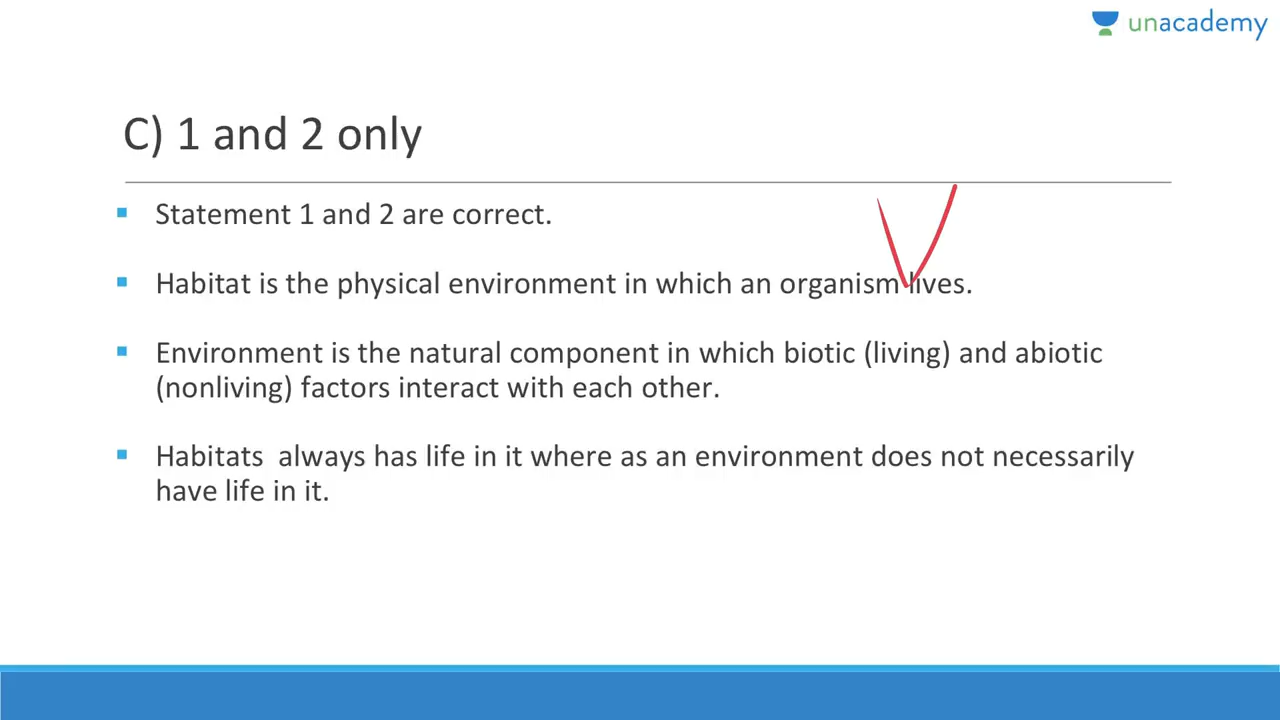 unacademy
C) 1 and 2 only
▪ Statement 1 and 2 are correct.
▪ Habitat is the physical environment in which an organism lives.
▪ Environment is the natural component in which biotic (living) and abiotic
(nonliving) factors interact with each other.
▪ Habitats  always has life in it where as an environment does not necessarily
have life in it.